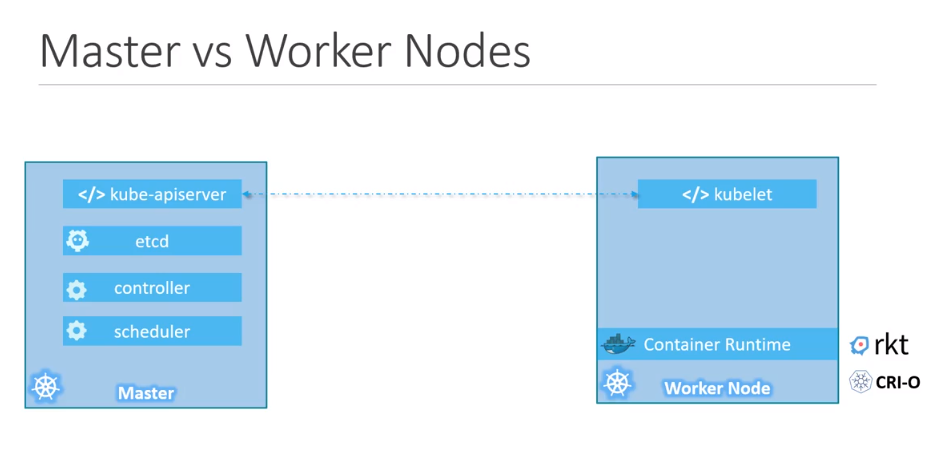 Master vs Worker Nodes
</> kube-apiserver
etcd
controller
scheduler
Master
</> kubelet
Container Runtime
Worker Node
rkt
CRI-O